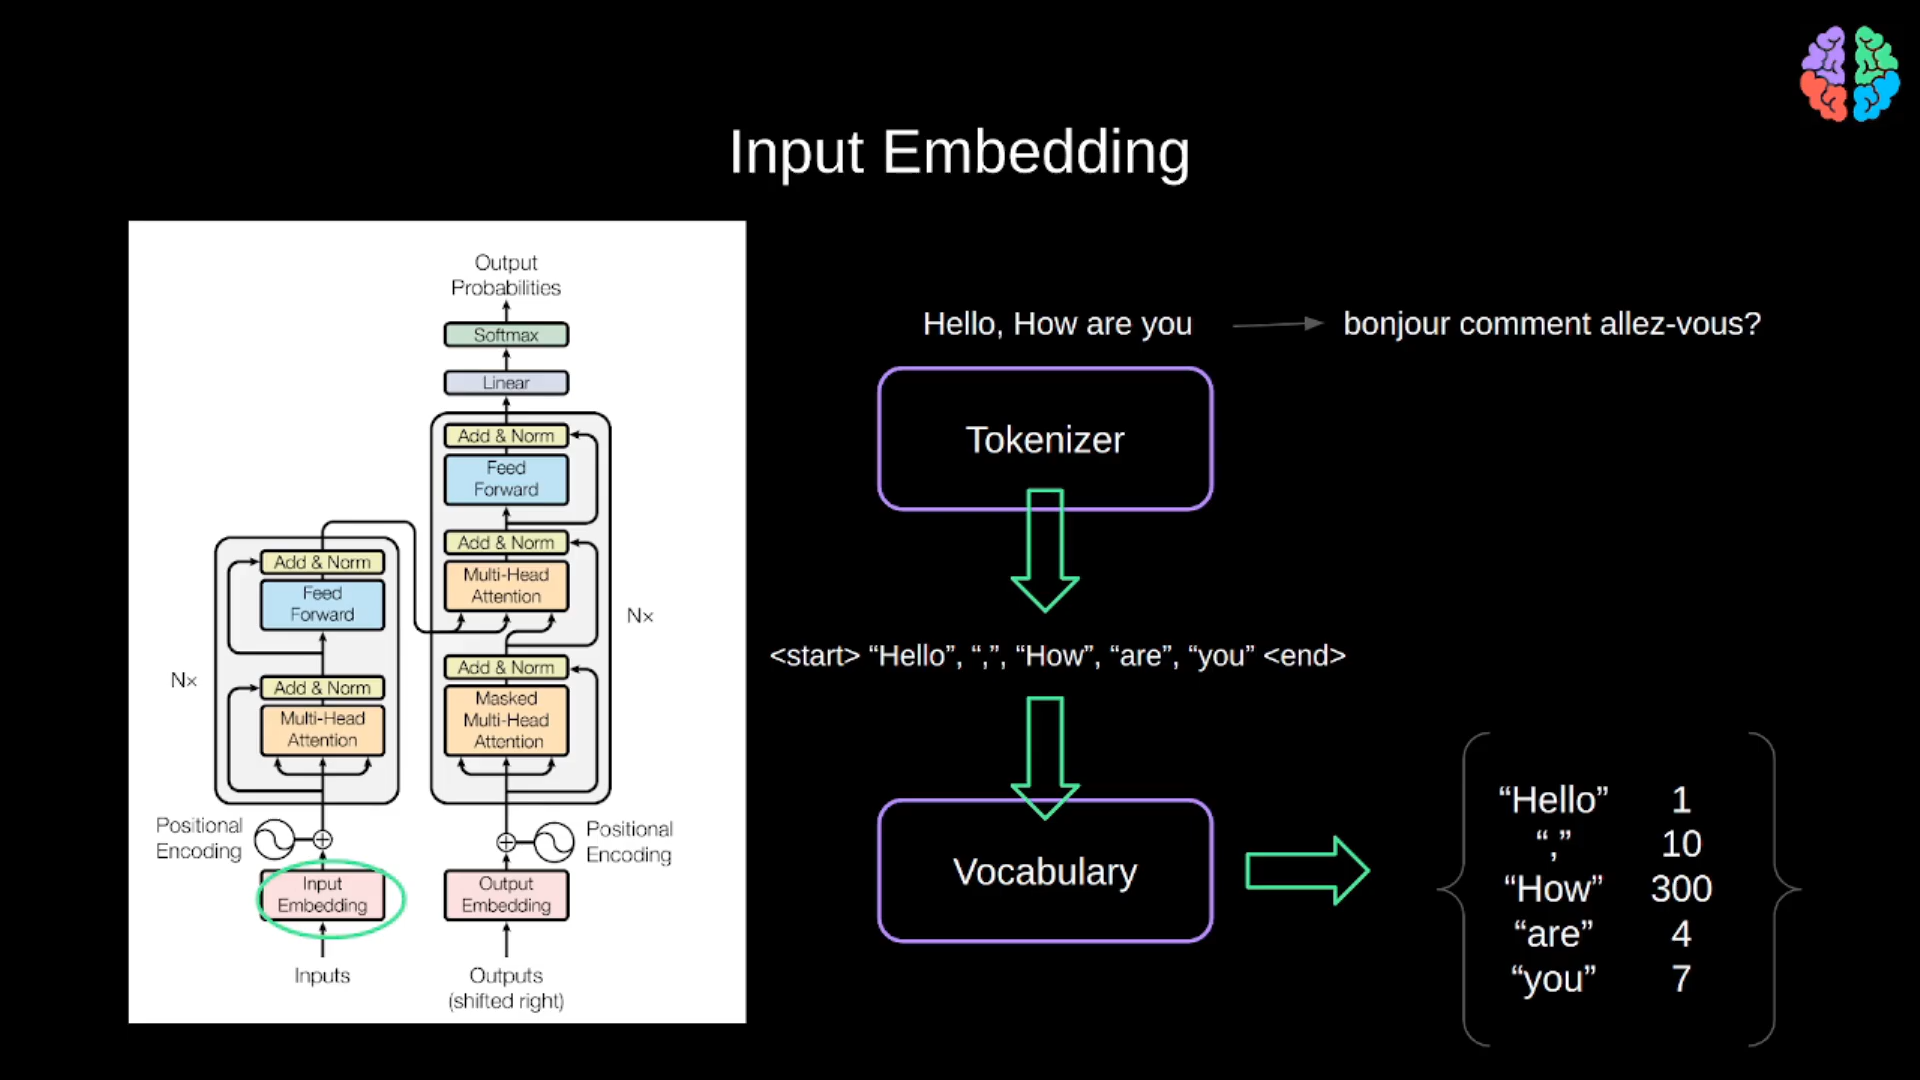 Input Embedding
Output
Probabilities
Softmax
Linear
Add & Norm
Feed
Forward
Add & Norm
Multi-Head
Attention
Nx
Add & Norm
Masked
Multi-Head
Attention
Add & Norm
Feed
Forward
Nx
Add & Norm
Multi-Head
Attention
Positional
Encoding
Positional
Encoding
Input
Embedding
Output
Embedding
Inputs
Outputs
(shifted right)
Hello, How are you
bonjour comment allez-vous?
Tokenizer
<start> “Hello”, “,”, “How”, “are”, “you” <end>
Vocabulary
“Hello” 1
“,” 10
“How” 300
“are” 4
“you” 7